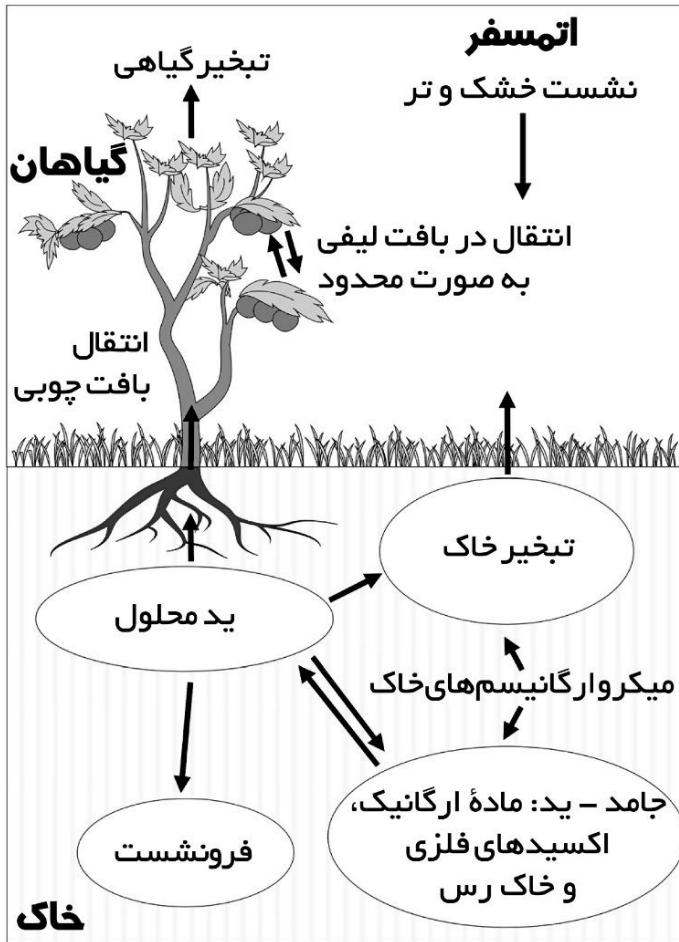 اتمسفر
نشست خشک و تر
تبخیر گیاهی
گیاهان
انتقال در بافت لیفی
به صورت محدود
انتقال
بافت چوبی
تبخیر خاک
ید محلول
میکروارگانیسم‌های خاک
جامد – ید: مادهٔ ارگانیک،
اکسیدهای فلزی
و خاک رس
فرونشست
خاک